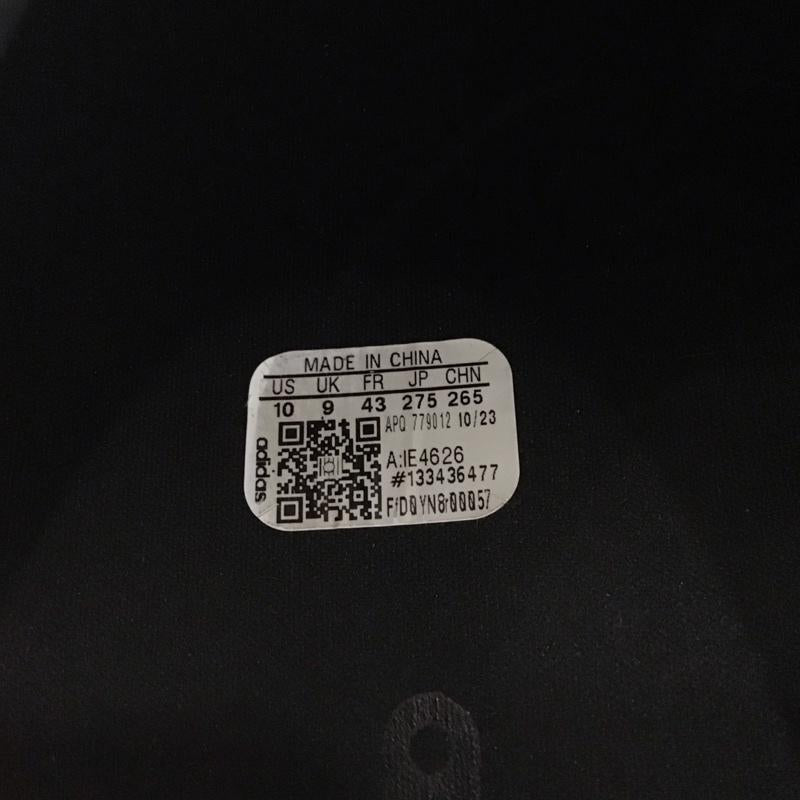 MADE IN CHINA
US UK FR JP CHN
10 9 43 275 265
adidas
APQ 779012 10/23
A:IE4626
#133436477